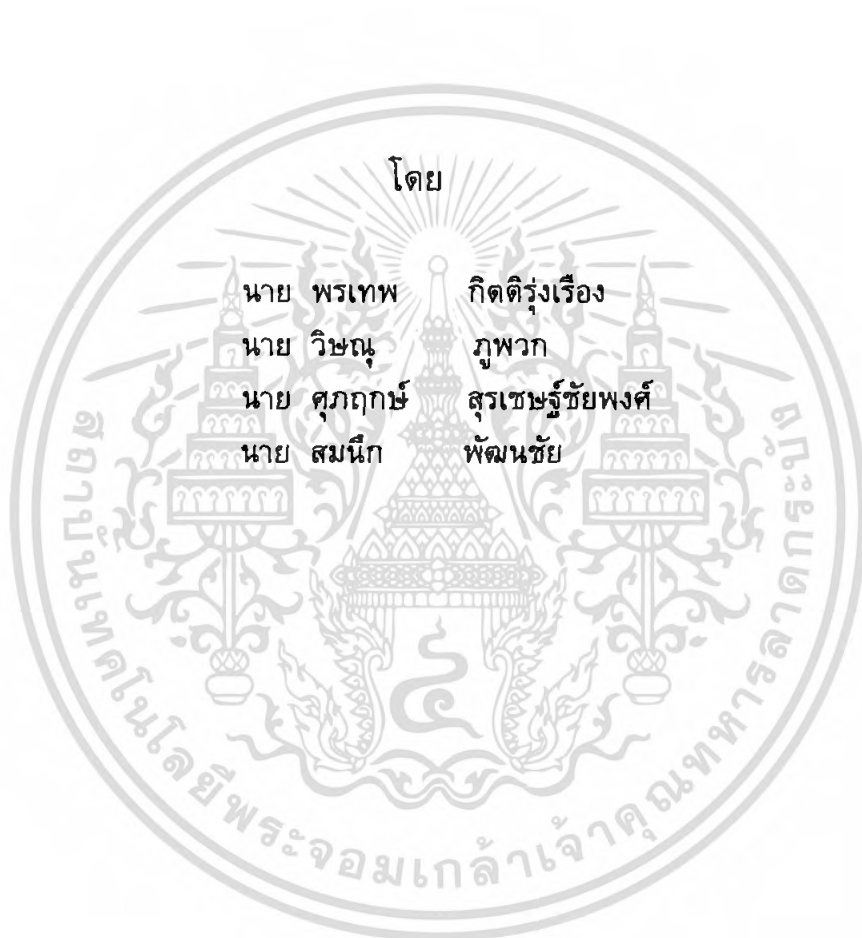 โดย
นาย พรเทพ กิตติรุ่งเรือง
นาย วิษณุ ภูพวก
นาย ศุภฤกษ์ สุรเชษฐ์ชัยพงศ์
นาย สมนึก พัฒนชัย
สถาบันเทคโนโลยีพระจอมเกล้าเจ้าคุณทหารลาดกระบัง